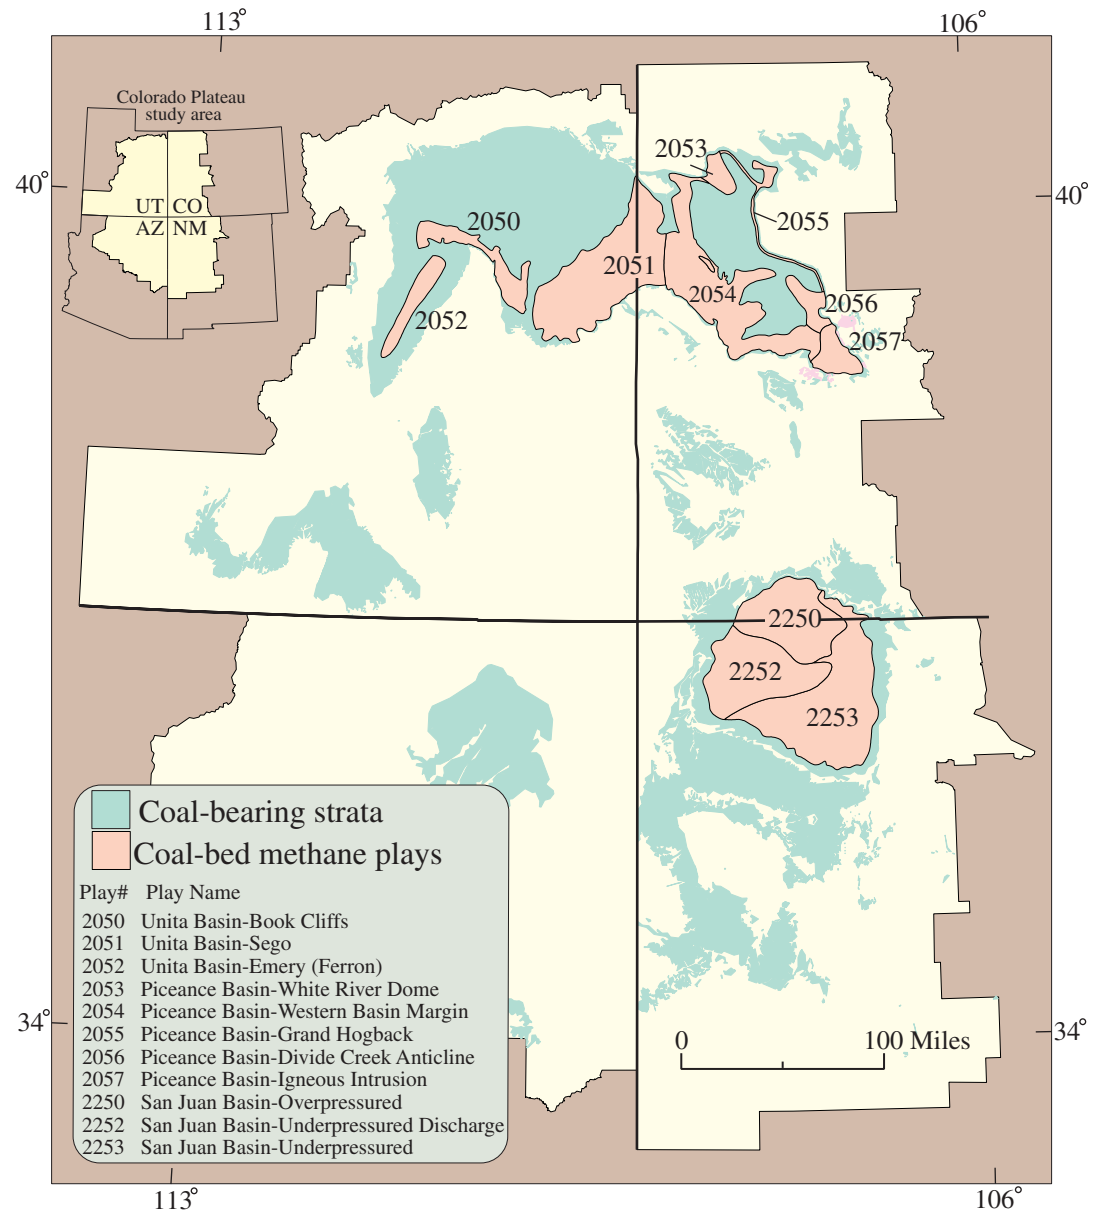 113°
106°
Colorado Plateau
study area
UT CO
AZ NM
40°
40°
2053
2050
2055
2051
2054
2052
2056
2057
2250
2252
2253
Coal-bearing strata
Coal-bed methane plays
Play# Play Name
2050 Unita Basin-Book Cliffs
2051 Unita Basin-Sego
2052 Unita Basin-Emery (Ferron)
2053 Piceance Basin-White River Dome
2054 Piceance Basin-Western Basin Margin
2055 Piceance Basin-Grand Hogback
2056 Piceance Basin-Divide Creek Anticline
2057 Piceance Basin-Igneous Intrusion
2250 San Juan Basin-Overpressured
2252 San Juan Basin-Underpressured Discharge
2253 San Juan Basin-Underpressured
34°
34°
0 100 Miles
113°
106°